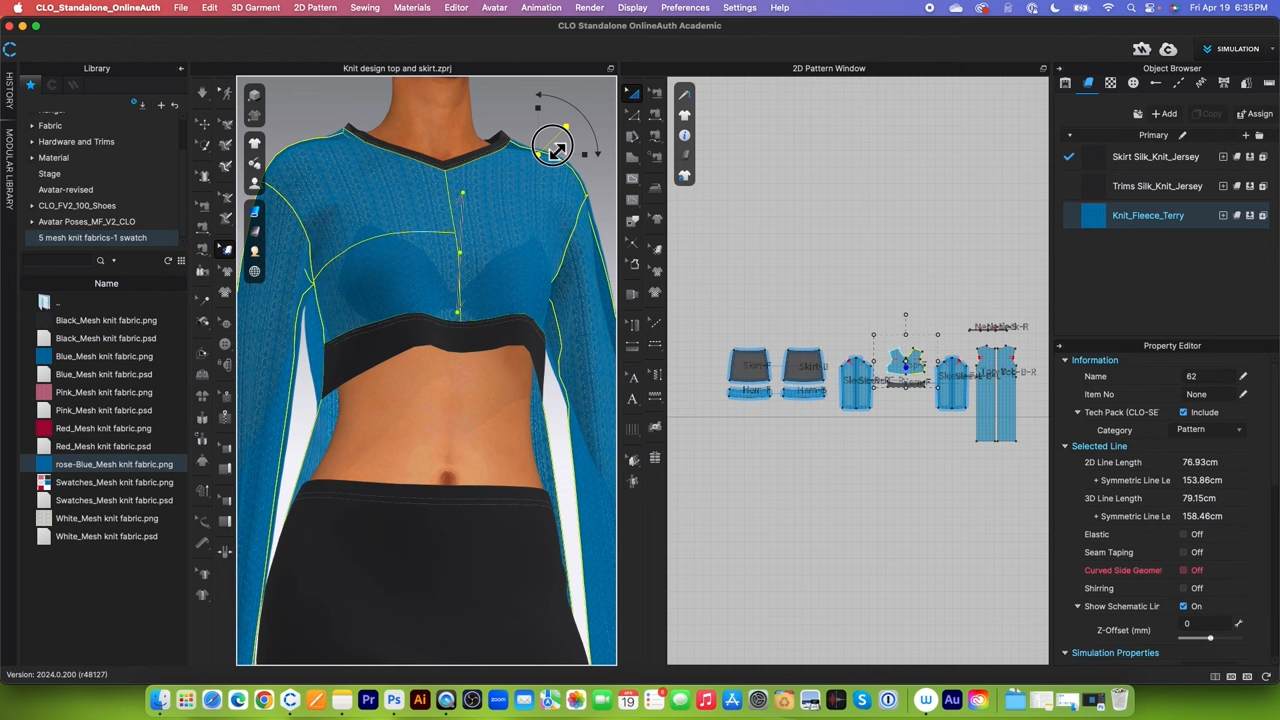 CLO_Standalone_OnlineAuth File Edit 3D Garment 2D Pattern Sewing Materials Editor Avatar Animation Render Display Preferences Settings Help Fri Apr 19 6:35 PM
CLO Standalone OnlineAuth Academic
SIMULATION
Library
Knit design top and skirt.zprj
2D Pattern Window
Object Browser
HISTORY
MODULAR LIBRARY
Fabric
Hardware and Trims
Material
Stage
Avatar-revised
CLO_FV2_100_Shoes
Avatar Poses_MF_V2_CLO
5 mesh knit fabrics-1 swatch
Name
..
Black_Mesh knit fabric.png
Black_Mesh knit fabric.psd
Blue_Mesh knit fabric.png
Blue_Mesh knit fabric.psd
Pink_Mesh knit fabric.png
Pink_Mesh knit fabric.psd
Red_Mesh knit fabric.png
Red_Mesh knit fabric.psd
rose-Blue_Mesh knit fabric.png
Swatches_Mesh knit fabric.png
Swatches_Mesh knit fabric.psd
White_Mesh knit fabric.png
White_Mesh knit fabric.psd
Add
Copy
Assign
Primary
Skirt Silk_Knit_Jersey
Trims Silk_Knit_Jersey
Knit_Fleece_Terry
Property Editor
Information
Name 62
Item No None
Tech Pack (CLO-SE Include
Category Pattern
Selected Line
2D Line Length 76.93cm
+ Symmetric Line Le 153.86cm
3D Line Length 79.15cm
+ Symmetric Line Le 158.46cm
Elastic Off
Seam Taping Off
Curved Side Geome Off
Shirring Off
Show Schematic Lir On
Z-Offset (mm) 0
Simulation Properties
Version: 2024.0.200 (r48127)